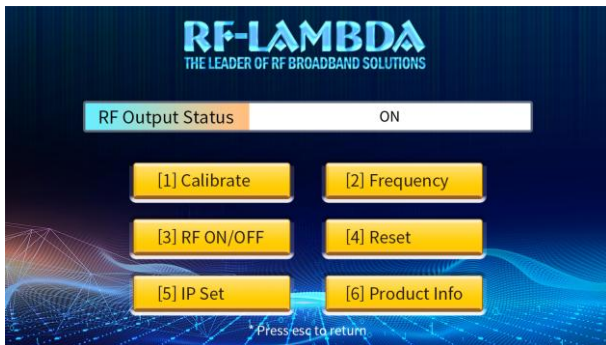 RF-LAMBDA
THE LEADER OF RF BROADBAND SOLUTIONS
RF Output Status ON
[1] Calibrate [2] Frequency
[3] RF ON/OFF [4] Reset
[5] IP Set [6] Product Info
* Press esc to return